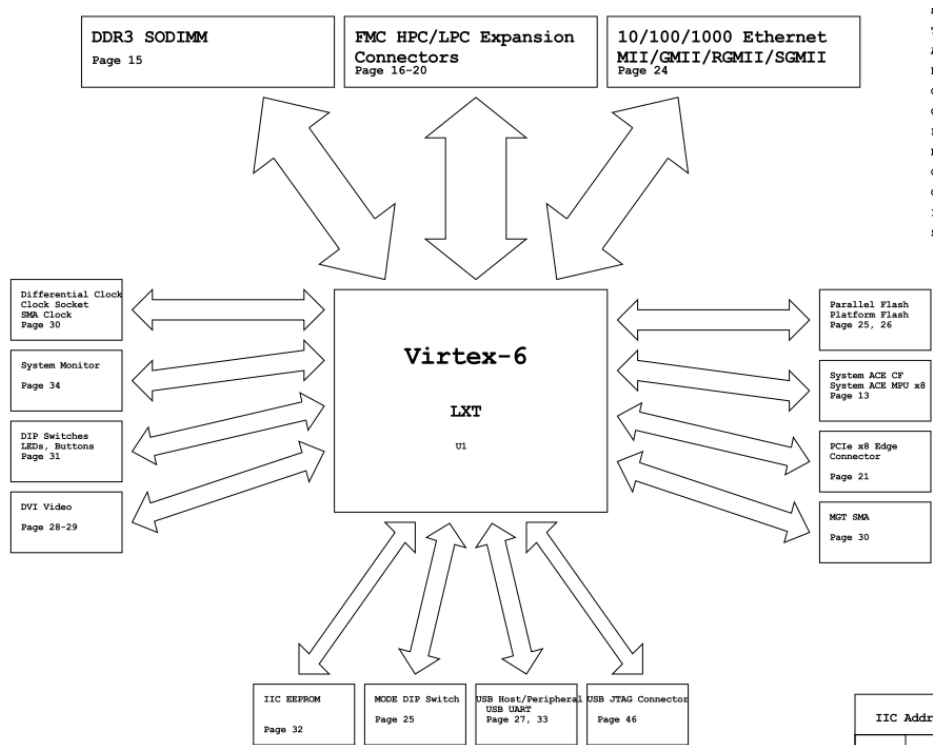 DDR3 SODIMM
Page 15
FMC HPC/LPC Expansion
Connectors
Page 16-20
10/100/1000 Ethernet
MII/GMII/RGMII/SGMII
Page 24
Differential Clock
Clock Socket
SMA Clock
Page 30
System Monitor
Page 34
DIP Switches
LEDs, Buttons
Page 31
DVI Video
Page 28-29
Virtex-6
LXT
U1
Parallel Flash
Platform Flash
Page 25, 26
System ACE CF
System ACE MPU x8
Page 13
PCIe x8 Edge
Connector
Page 21
MGT SMA
Page 30
IIC EEPROM
Page 32
MODE DIP Switch
Page 25
USB Host/Peripheral
USB UART
Page 27, 33
USB JTAG Connector
Page 46
IIC Addr